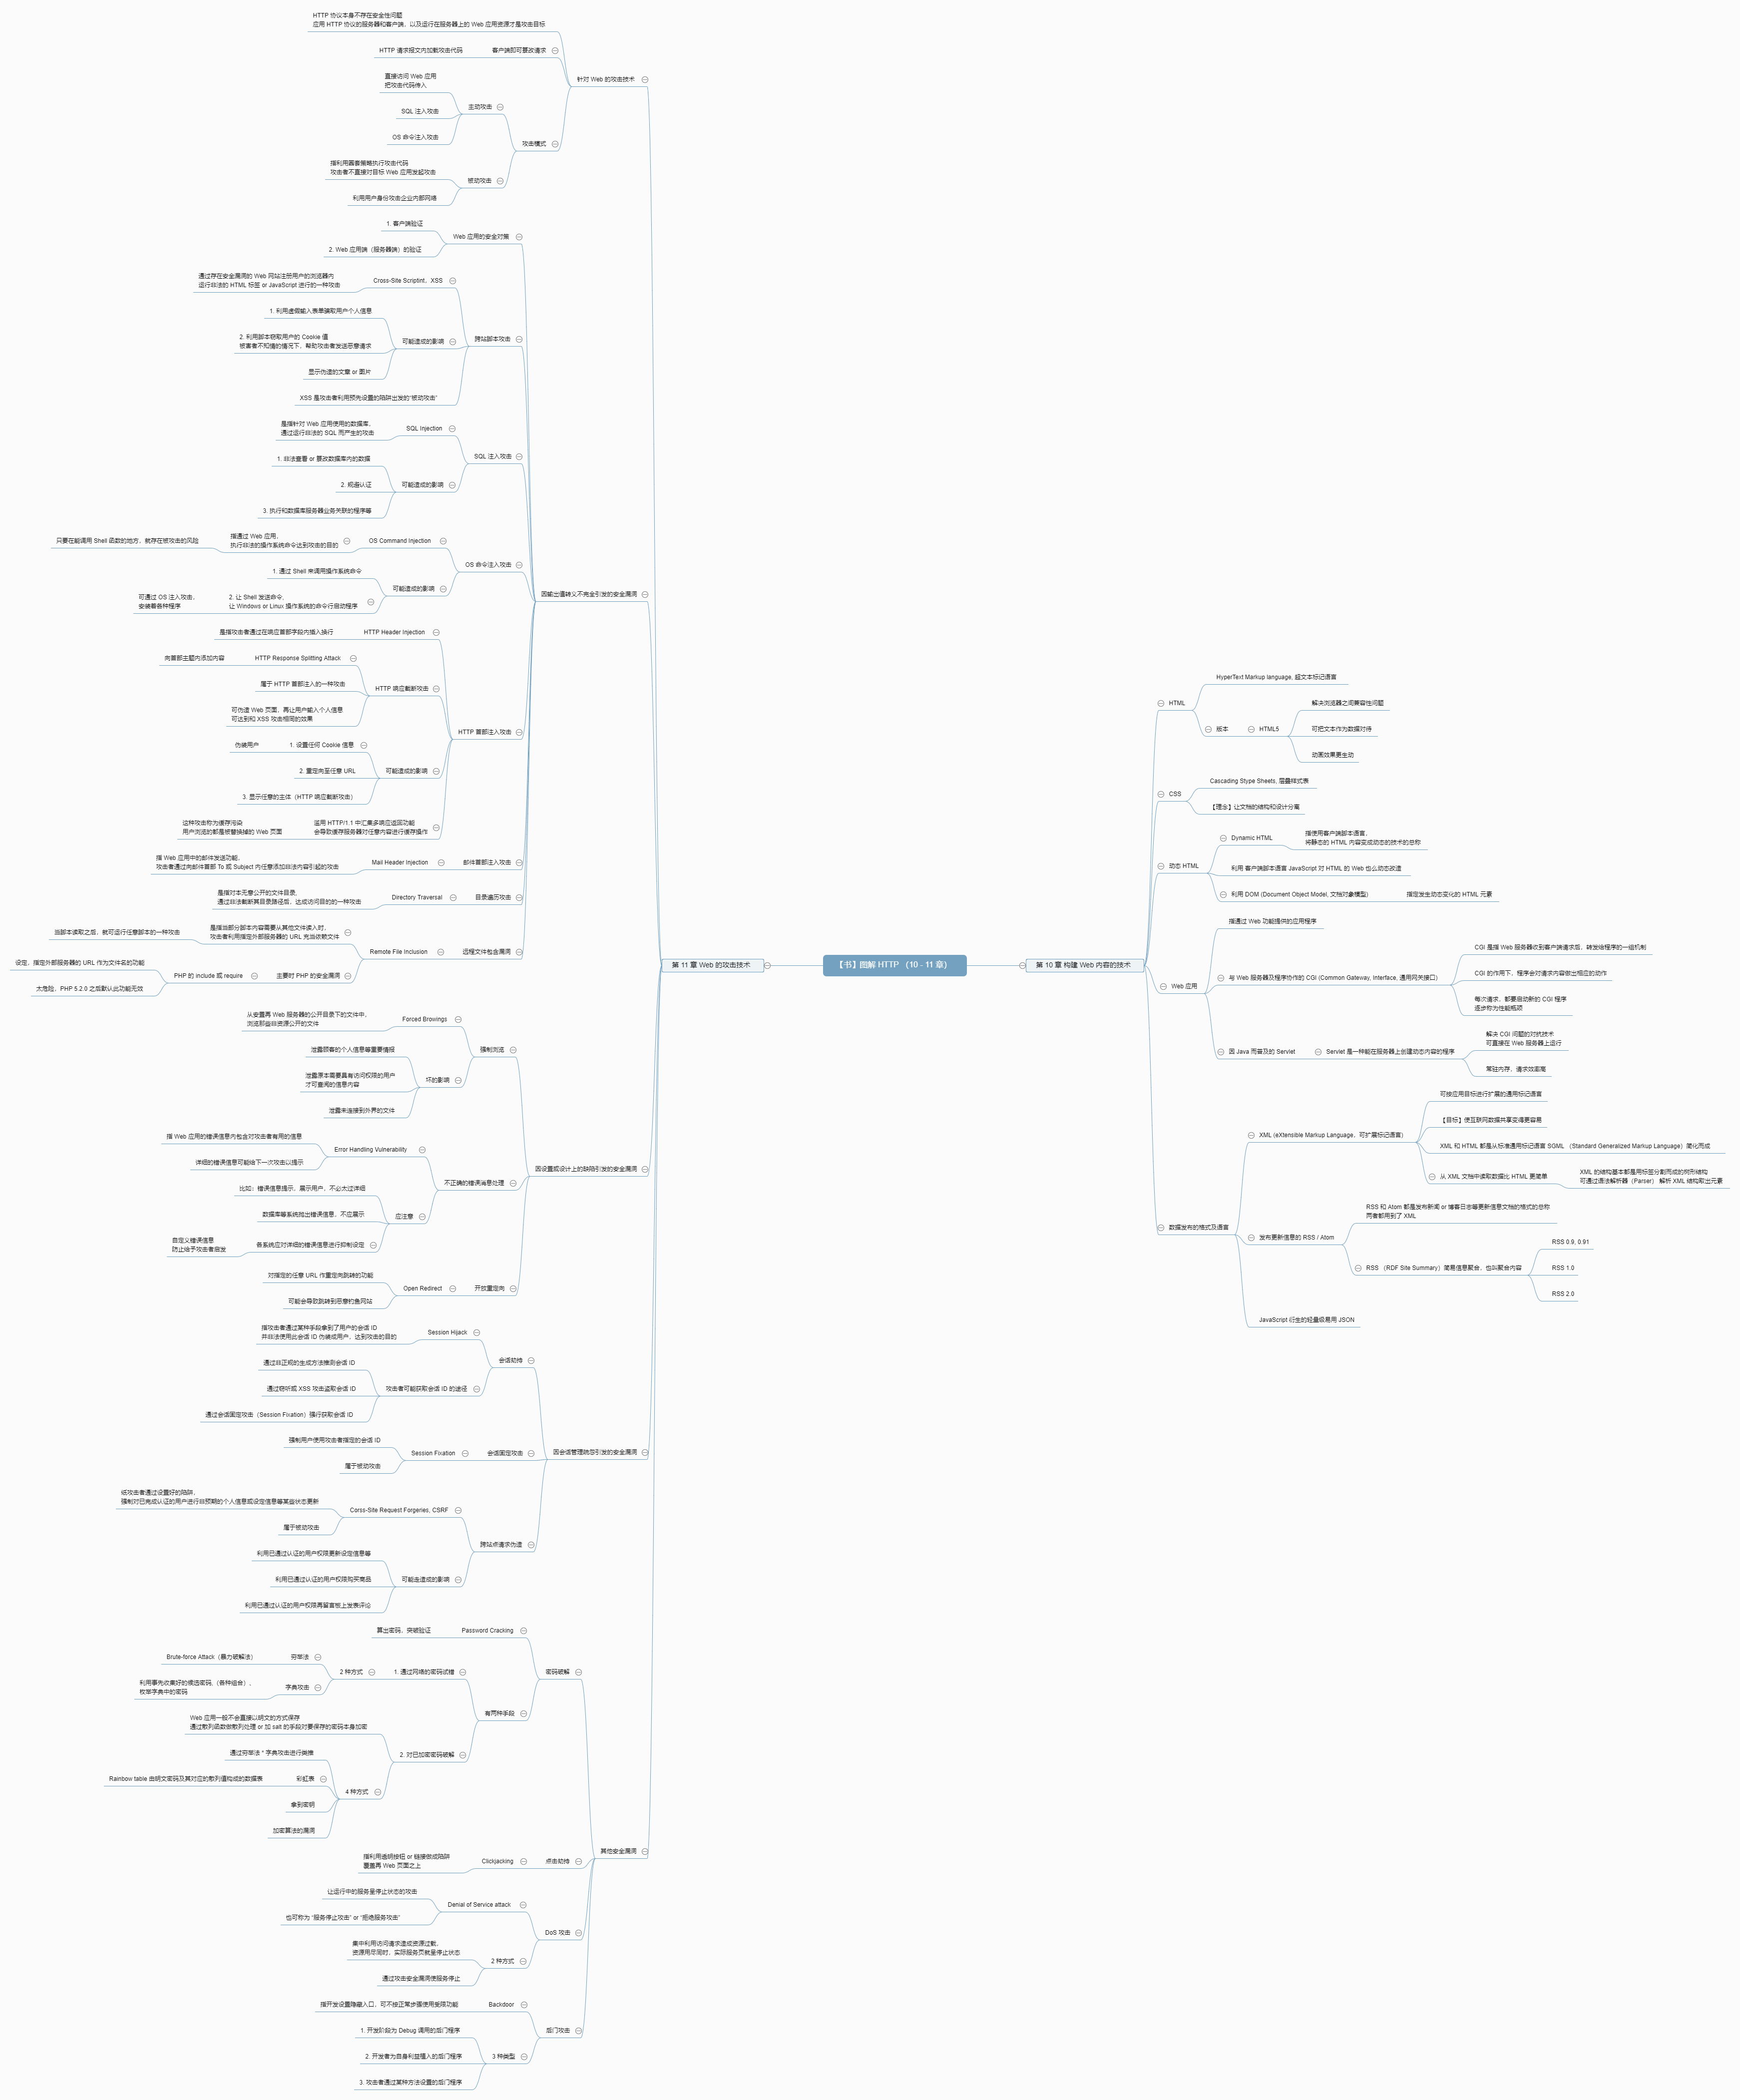 【书】图解 HTTP （10 - 11 章）
第 10 章 构建 Web 内容的技术
HTML
HyperText Markup language, 超文本标记语言
版本
HTML5
解决浏览器之间兼容性问题
可把文本作为数据对待
动画效果更生动
CSS
Cascading Stype Sheets, 层叠样式表
【理念】让文档的结构和设计分离
动态 HTML
Dynamic HTML
指使用客户端脚本语言，
将静态的 HTML 内容变成动态的技术的总称
利用 客户端脚本语言 JavaScript 对 HTML 的 Web 也么动态改造
利用 DOM (Document Object Model, 文档对象模型)
指定发生动态变化的 HTML 元素
Web 应用
指通过 Web 功能提供的应用程序
与 Web 服务器及程序协作的 CGI (Common Gateway, Interface, 通用网关接口)
CGI 是指 Web 服务器收到客户端请求后，转发给程序的一组机制
CGI 的作用下，程序会对请求内容做出相应的动作
每次请求，都要启动新的 CGI 程序
逐步称为性能瓶颈
因 Java 而普及的 Servlet
Servlet 是一种能在服务器上创建动态内容的程序
解决 CGI 问题的对抗技术
可直接在 Web 服务器上运行
常驻内存，请求效率高
数据发布的格式及语言
XML (eXtensible Markup Language，可扩展标记语言)
可按应用目标进行扩展的通用标记语言
【目标】使互联网数据共享变得更容易
XML 和 HTML 都是从标准通用标记语言 SGML （Standard Generalized Markup Language）简化而成
从 XML 文档中读取数据比 HTML 更简单
XML 的结构基本都是用标签分割而成的树形结构
可通过语法解析器（Parser） 解析 XML 结构取出元素
发布更新信息的 RSS / Atom
RSS 和 Atom 都是发布新闻 or 博客日志等更新信息文档的格式的总称
两者都用到了 XML
RSS （RDF Site Summary）简易信息聚合，也叫聚合内容
RSS 0.9, 0.91
RSS 1.0
RSS 2.0
JavaScript 衍生的轻量级易用 JSON
第 11 章 Web 的攻击技术
针对 Web 的攻击技术
HTTP 协议本身不存在安全性问题
应用 HTTP 协议的服务器和客户端，以及运行在服务器上的 Web 应用资源才是攻击目标
客户端即可篡改请求
HTTP 请求报文内加载攻击代码
攻击模式
主动攻击
直接访问 Web 应用
把攻击代码传入
SQL 注入攻击
OS 命令注入攻击
被动攻击
指利用圈套策略执行攻击代码
攻击者不直接对目标 Web 应用发起攻击
利用用户身份攻击企业内部网络
因输出值转义不完全引发的安全漏洞
Web 应用的安全对策
1. 客户端验证
2. Web 应用端（服务器端）的验证
跨站脚本攻击
Cross-Site Scriptint，XSS
通过存在安全漏洞的 Web 网站注册用户的浏览器内
运行非法的 HTML 标签 or JavaScript 进行的一种攻击
可能造成的影响
1. 利用虚假输入表单骗取用户个人信息
2. 利用脚本窃取用户的 Cookie 值
被害者不知情的情况下，帮助攻击者发送恶意请求
显示伪造的文章 or 图片
XSS 是攻击者利用预先设置的陷阱出发的“被动攻击”
SQL 注入攻击
SQL Injection
是指针对 Web 应用使用的数据库，
通过运行非法的 SQL 而产生的攻击
可能造成的影响
1. 非法查看 or 篡改数据库内的数据
2. 规避认证
3. 执行和数据库服务器业务关联的程序等
OS 命令注入攻击
OS Command Injection
指通过 Web 应用，
执行非法的操作系统命令达到攻击的目的
只要在能调用 Shell 函数的地方，就存在被攻击的风险
可能造成的影响
1. 通过 Shell 来调用操作系统命令
2. 让 Shell 发送命令，
让 Windows or Linux 操作系统的命令行启动程序
可通过 OS 注入攻击，
安装着各种程序
HTTP 首部注入攻击
HTTP Header Injection
是指攻击者通过在响应首部字段内插入换行
HTTP 响应截断攻击
HTTP Response Splitting Attack
向首部主题内添加内容
属于 HTTP 首部注入的一种攻击
可伪造 Web 页面，再让用户输入个人信息
可达到和 XSS 攻击相同的效果
可能造成的影响
1. 设置任何 Cookie 信息
伪装用户
2. 重定向至任意 URL
3. 显示任意的主体（HTTP 响应截断攻击）
滥用 HTTP/1.1 中汇集多响应返回功能
会导致缓存服务器对任意内容进行缓存操作
这种攻击称为缓存污染
用户浏览的都是被替换掉的 Web 页面
邮件首部注入攻击
Mail Header Injection
指 Web 应用中的邮件发送功能，
攻击者通过向邮件首部 To 或 Subject 内任意添加非法内容引起的攻击
目录遍历攻击
Directory Traversal
是指对本无意公开的文件目录，
通过非法截断其目录路径后，达成访问目的的一种攻击
远程文件包含漏洞
Remote File Inclusion
是指当部分脚本内容需要从其他文件读入时，
攻击者利用指定外部服务器的 URL 充当依赖文件
当脚本读取之后，就可运行任意脚本的一种攻击
主要时 PHP 的安全漏洞
PHP 的 include 或 require
设定，指定外部服务器的 URL 作为文件名的功能
太危险，PHP 5.2.0 之后默认此功能无效
因设置或设计上的缺陷引发的安全漏洞
强制浏览
Forced Browings
从安置再 Web 服务器的公开目录下的文件中，
浏览那些非资源公开的文件
坏的影响
泄露顾客的个人信息等重要情报
泄露原本需要具有访问权限的用户
才可查阅的信息内容
泄露未连接到外界的文件
不正确的错误消息处理
Error Handling Vulnerability
指 Web 应用的错误信息内包含对攻击者有用的信息
详细的错误信息可能给下一次攻击以提示
应注意
比如：错误信息提示，展示用户，不必太过详细
数据库等系统抛出错误信息，不应展示
各系统应对详细的错误信息进行抑制设定
自定义错误信息
防止给予攻击者启发
开放重定向
Open Redirect
对指定的任意 URL 作重定向跳转的功能
可能会导致跳转到恶意钓鱼网站
因会话管理疏忽引发的安全漏洞
会话劫持
Session Hijack
指攻击者通过某种手段拿到了用户的会话 ID
并非法使用此会话 ID 伪装成用户，达到攻击的目的
攻击者可能获取会话 ID 的途径
通过非正规的生成方法推测会话 ID
通过窃听或 XSS 攻击盗取会话 ID
通过会话固定攻击（Session Fixation）强行获取会话 ID
会话固定攻击
Session Fixation
强制用户使用攻击者指定的会话 ID
属于被动攻击
跨站点请求伪造
Corss-Site Request Forgeries, CSRF
纸攻击者通过设置好的陷阱，
强制对已完成认证的用户进行非预期的个人信息或设定信息等某些状态更新
属于被动攻击
可能连造成的影响
利用已通过认证的用户权限更新设定信息等
利用已通过认证的用户权限购买商品
利用已通过认证的用户权限再留言板上发表评论
其他安全漏洞
密码破解
Password Cracking
算出密码，突破验证
有两种手段
1. 通过网络的密码试错
2 种方式
穷举法
Brute-force Attack（暴力破解法）
字典攻击
利用事先收集好的候选密码，（各种组合），
枚举字典中的密码
2. 对已加密密码破解
Web 应用一般不会直接以明文的方式保存
通过散列函数做散列处理 or 加 salt 的手段对要保存的密码本身加密
4 种方式
通过穷举法 * 字典攻击进行类推
彩虹表
Rainbow table 由明文密码及其对应的散列值构成的数据表
拿到密钥
加密算法的漏洞
点击劫持
Clickjacking
指利用透明按钮 or 链接做成陷阱
覆盖再 Web 页面之上
DoS 攻击
Denial of Service attack
让运行中的服务呈停止状态的攻击
也可称为 “服务停止攻击” or “拒绝服务攻击”
2 种方式
集中利用访问请求造成资源过载，
资源用尽同时，实际服务页就呈停止状态
通过攻击安全漏洞使服务停止
后门攻击
Backdoor
指开发设置隐藏入口，可不按正常步骤使用受限功能
3 种类型
1. 开发阶段为 Debug 调用的后门程序
2. 开发者为自身利益植入的后门程序
3. 攻击者通过某种方法设置的后门程序